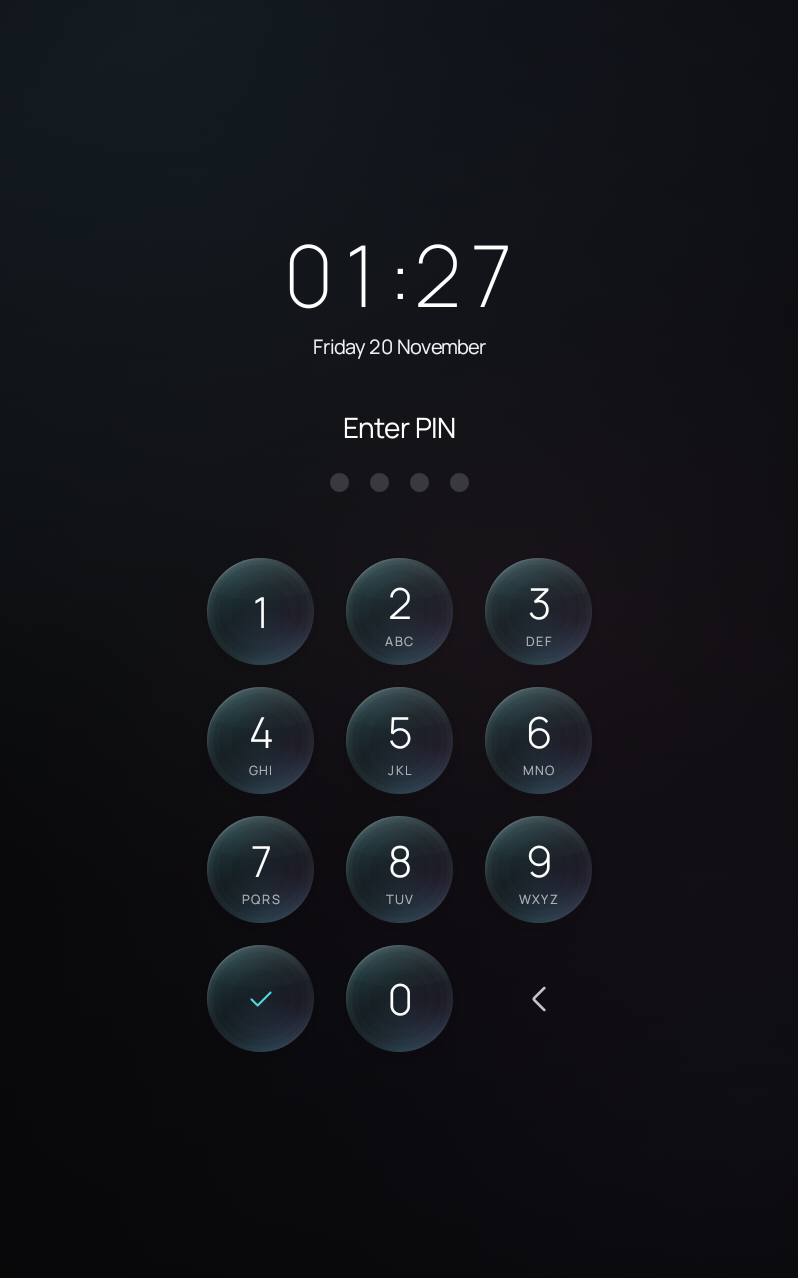 01:27
Friday 20 November
Enter PIN
1 2 3
ABC DEF
4 5 6
GHI JKL MNO
7 8 9
PQRS TUV WXYZ
0